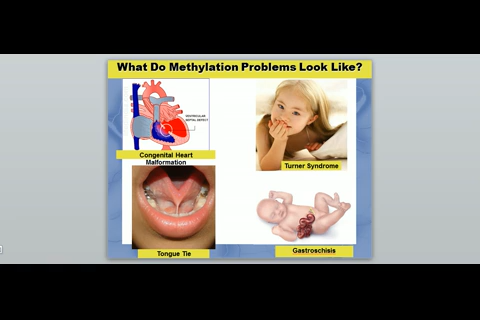 What Do Methylation Problems Look Like?
VENTRICULAR
SEPTAL DEFECT
Congenital Heart
Malformation
Turner Syndrome
Tongue Tie
Gastroschisis